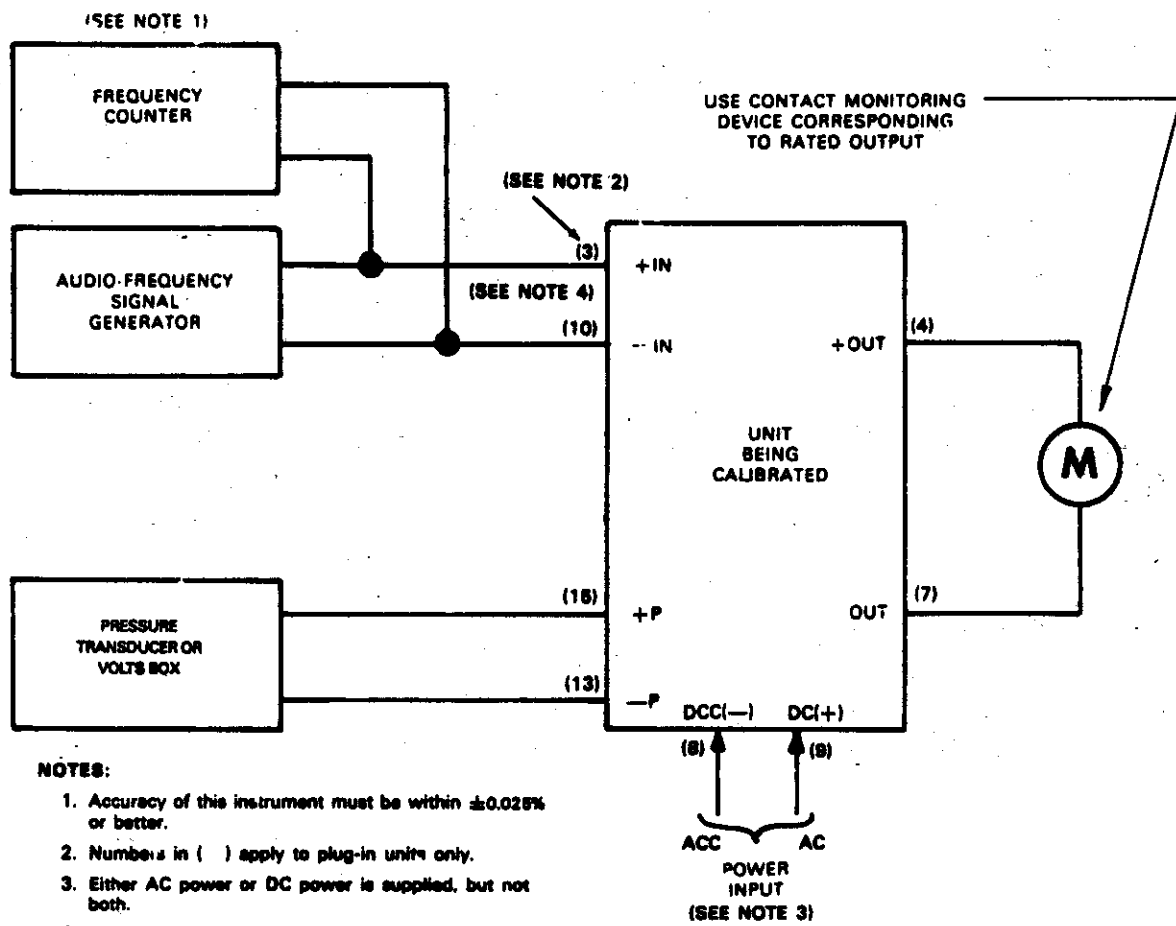 (SEE NOTE 1)
FREQUENCY
COUNTER
USE CONTACT MONITORING
DEVICE CORRESPONDING
TO RATED OUTPUT
(SEE NOTE 2)
(3)
+IN
AUDIO-FREQUENCY
SIGNAL
GENERATOR
(SEE NOTE 4)
(10)
-- IN
+OUT
(4)
UNIT
BEING
CALIBRATED
M
PRESSURE
TRANSDUCER OR
VOLTS BOX
(16)
+P
OUT
(7)
(13)
—P
DCC(—)
DC(+)
(8)
(9)
ACC
AC
POWER
INPUT
(SEE NOTE 3)
NOTES:
1. Accuracy of this instrument must be within ±0.025%
or better.
2. Numbers in ( ) apply to plug-in units only.
3. Either AC power or DC power is supplied, but not
both.